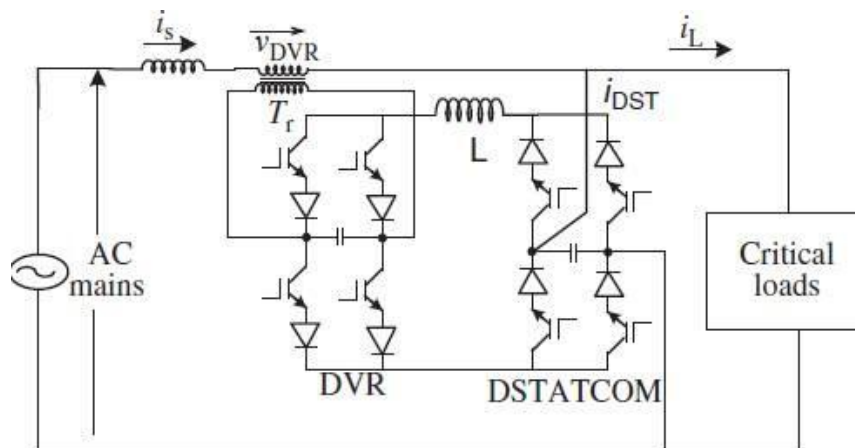 i_s
v_DVR
i_L
T_r
i_DST
L
AC
mains
Critical
loads
DVR
DSTATCOM